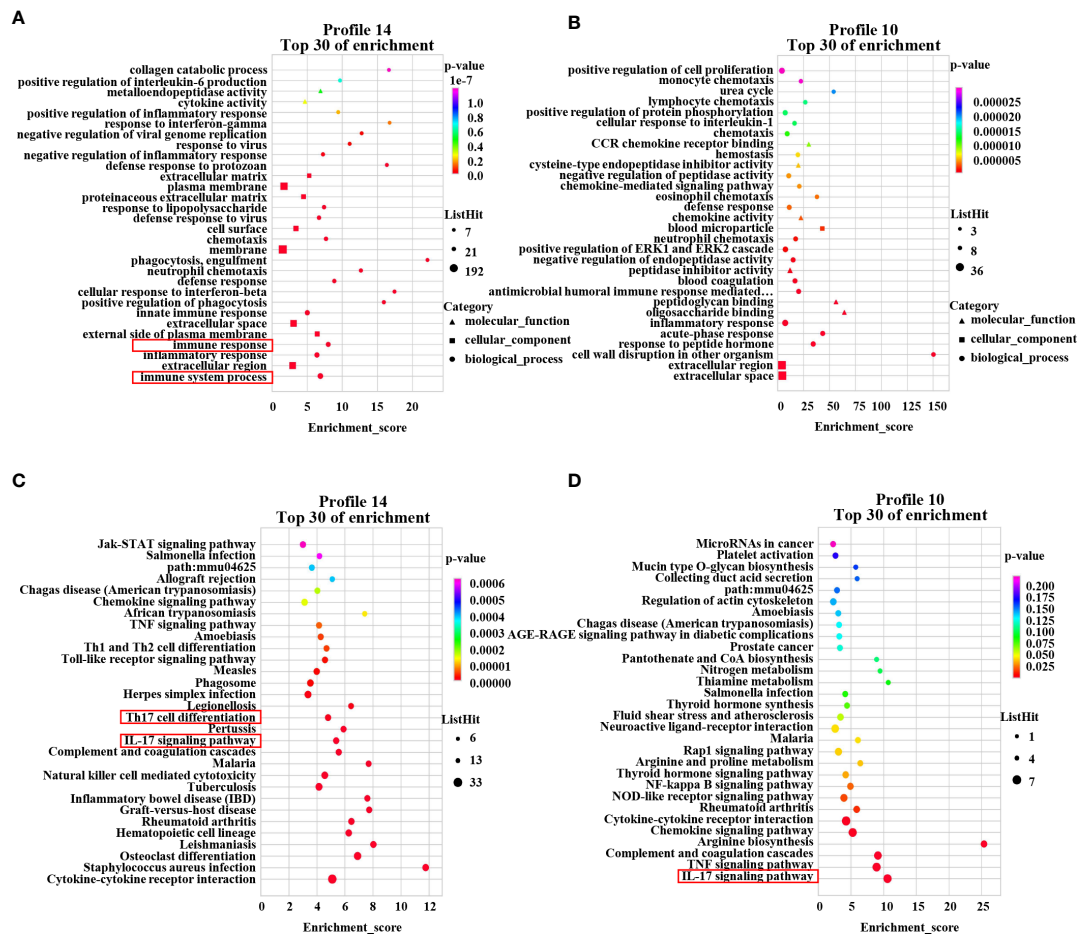 A
Profile 14
Top 30 of enrichment
collagen catabolic process
positive regulation of interleukin-6 production
metalloendopeptidase activity
cytokine activity
positive regulation of inflammatory response
response to interferon-gamma
negative regulation of viral genome replication
response to virus
negative regulation of inflammatory response
defense response to protozoan
extracellular matrix
plasma membrane
proteinaceous extracellular matrix
response to lipopolysaccharide
defense response to virus
cell surface
chemotaxis
membrane
phagocytosis, engulfment
neutrophil chemotaxis
defense response
cellular response to interferon-beta
positive regulation of phagocytosis
innate immune response
extracellular space
external side of plasma membrane
immune response
inflammatory response
extracellular region
immune system process
0 5 10 15 20
Enrichment_score
p-value
1e-7
1.0
0.8
0.6
0.4
0.2
0.0
ListHit
7
21
192
Category
molecular_function
cellular_component
biological_process
B
Profile 10
Top 30 of enrichment
positive regulation of cell proliferation
monocyte chemotaxis
urea cycle
lymphocyte chemotaxis
positive regulation of protein phosphorylation
cellular response to interleukin-1
chemotaxis
CCR chemokine receptor binding
hemostasis
cysteine-type endopeptidase inhibitor activity
negative regulation of peptidase activity
chemokine-mediated signaling pathway
eosinophil chemotaxis
defense response
chemokine activity
blood microparticle
neutrophil chemotaxis
positive regulation of ERK1 and ERK2 cascade
negative regulation of endopeptidase activity
peptidase inhibitor activity
blood coagulation
antimicrobial humoral immune response mediated...
peptidoglycan binding
oligosaccharide binding
inflammatory response
acute-phase response
response to peptide hormone
cell wall disruption in other organism
extracellular region
extracellular space
0 25 50 75 100 125 150
Enrichment_score
p-value
0.000025
0.000020
0.000015
0.000010
0.000005
ListHit
3
8
36
Category
molecular_function
cellular_component
biological_process
C
Profile 14
Top 30 of enrichment
Jak-STAT signaling pathway
Salmonella infection
path:mmu04625
Allograft rejection
Chagas disease (American trypanosomiasis)
Chemokine signaling pathway
African trypanosomiasis
TNF signaling pathway
Amoebiasis
Th1 and Th2 cell differentiation
Toll-like receptor signaling pathway
Measles
Phagosome
Herpes simplex infection
Legionellosis
Th17 cell differentiation
Pertussis
IL-17 signaling pathway
Complement and coagulation cascades
Malaria
Natural killer cell mediated cytotoxicity
Tuberculosis
Inflammatory bowel disease (IBD)
Graft-versus-host disease
Rheumatoid arthritis
Hematopoietic cell lineage
Leishmaniasis
Osteoclast differentiation
Staphylococcus aureus infection
Cytokine-cytokine receptor interaction
0 2 4 6 8 10 12
Enrichment_score
p-value
0.0006
0.0005
0.0004
0.0003
0.0002
0.00001
0.00000
ListHit
6
13
33
D
Profile 10
Top 30 of enrichment
MicroRNAs in cancer
Platelet activation
Mucin type O-glycan biosynthesis
Collecting duct acid secretion
path:mmu04625
Regulation of actin cytoskeleton
Amoebiasis
Chagas disease (American trypanosomiasis)
AGE-RAGE signaling pathway in diabetic complications
Prostate cancer
Pantothenate and CoA biosynthesis
Nitrogen metabolism
Thiamine metabolism
Salmonella infection
Thyroid hormone synthesis
Fluid shear stress and atherosclerosis
Neuroactive ligand-receptor interaction
Malaria
Rap1 signaling pathway
Arginine and proline metabolism
Thyroid hormone signaling pathway
NF-kappa B signaling pathway
NOD-like receptor signaling pathway
Rheumatoid arthritis
Cytokine-cytokine receptor interaction
Chemokine signaling pathway
Arginine biosynthesis
Complement and coagulation cascades
TNF signaling pathway
IL-17 signaling pathway
0 5 10 15 20 25
Enrichment_score
p-value
0.200
0.175
0.125
0.100
0.050
0.025
ListHit
1
4
7